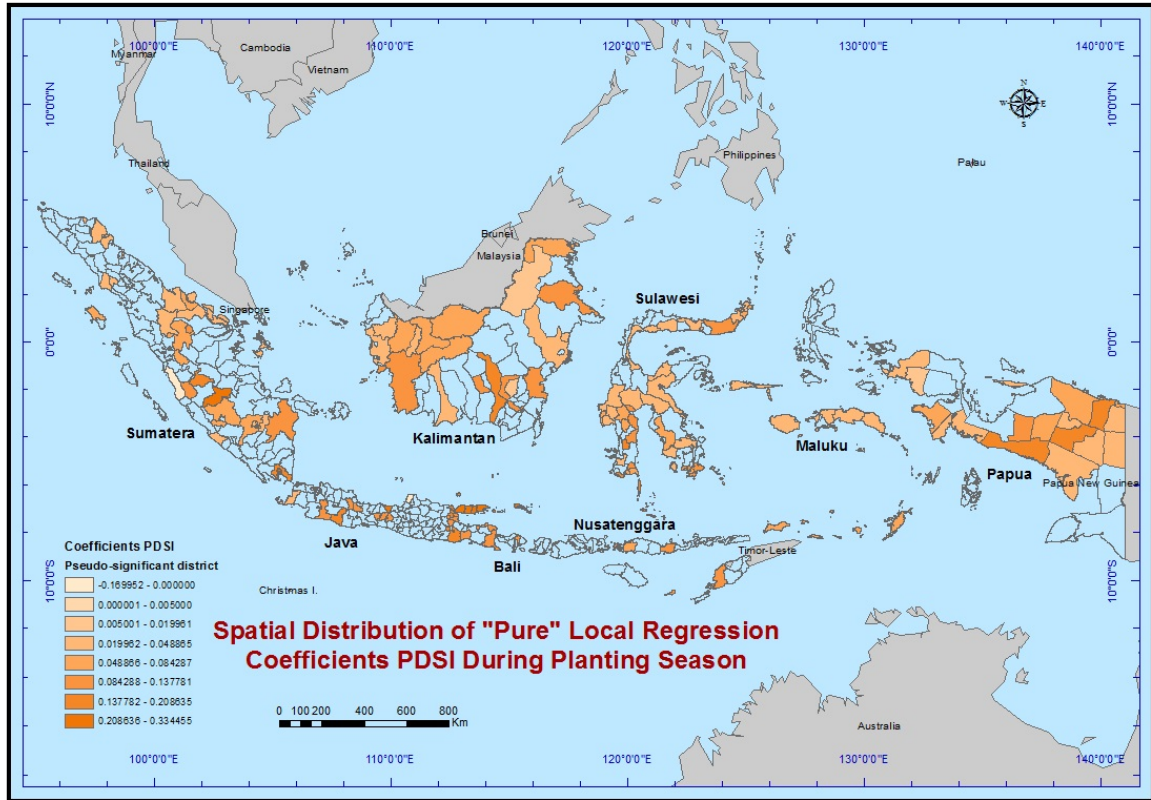 100°0'0"E
110°0'0"E
120°0'0"E
130°0'0"E
140°0'0"E
Myanmar
Cambodia
Vietnam
10°0'0"N
10°0'0"N
N
W
E
S
Thailand
Philippines
Palau
Brunei
Malaysia
Singapore
Sulawesi
0°0'0"
0°0'0"
Sumatera
Kalimantan
Maluku
Papua
Papua New Guinea
Nusatenggara
Java
Bali
Timor-Leste
10°0'0"S
10°0'0"S
Christmas I.
Coefficients PDSI
Pseudo-significant district
-0.169952 - 0.000000
0.000001 - 0.005000
0.005001 - 0.019961
0.019962 - 0.048865
0.048866 - 0.084287
0.084288 - 0.137781
0.137782 - 0.208635
0.208636 - 0.334455
Spatial Distribution of "Pure" Local Regression
Coefficients PDSI During Planting Season
0 100 200 400 600 800
Km
Australia
100°0'0"E
110°0'0"E
120°0'0"E
130°0'0"E
140°0'0"E